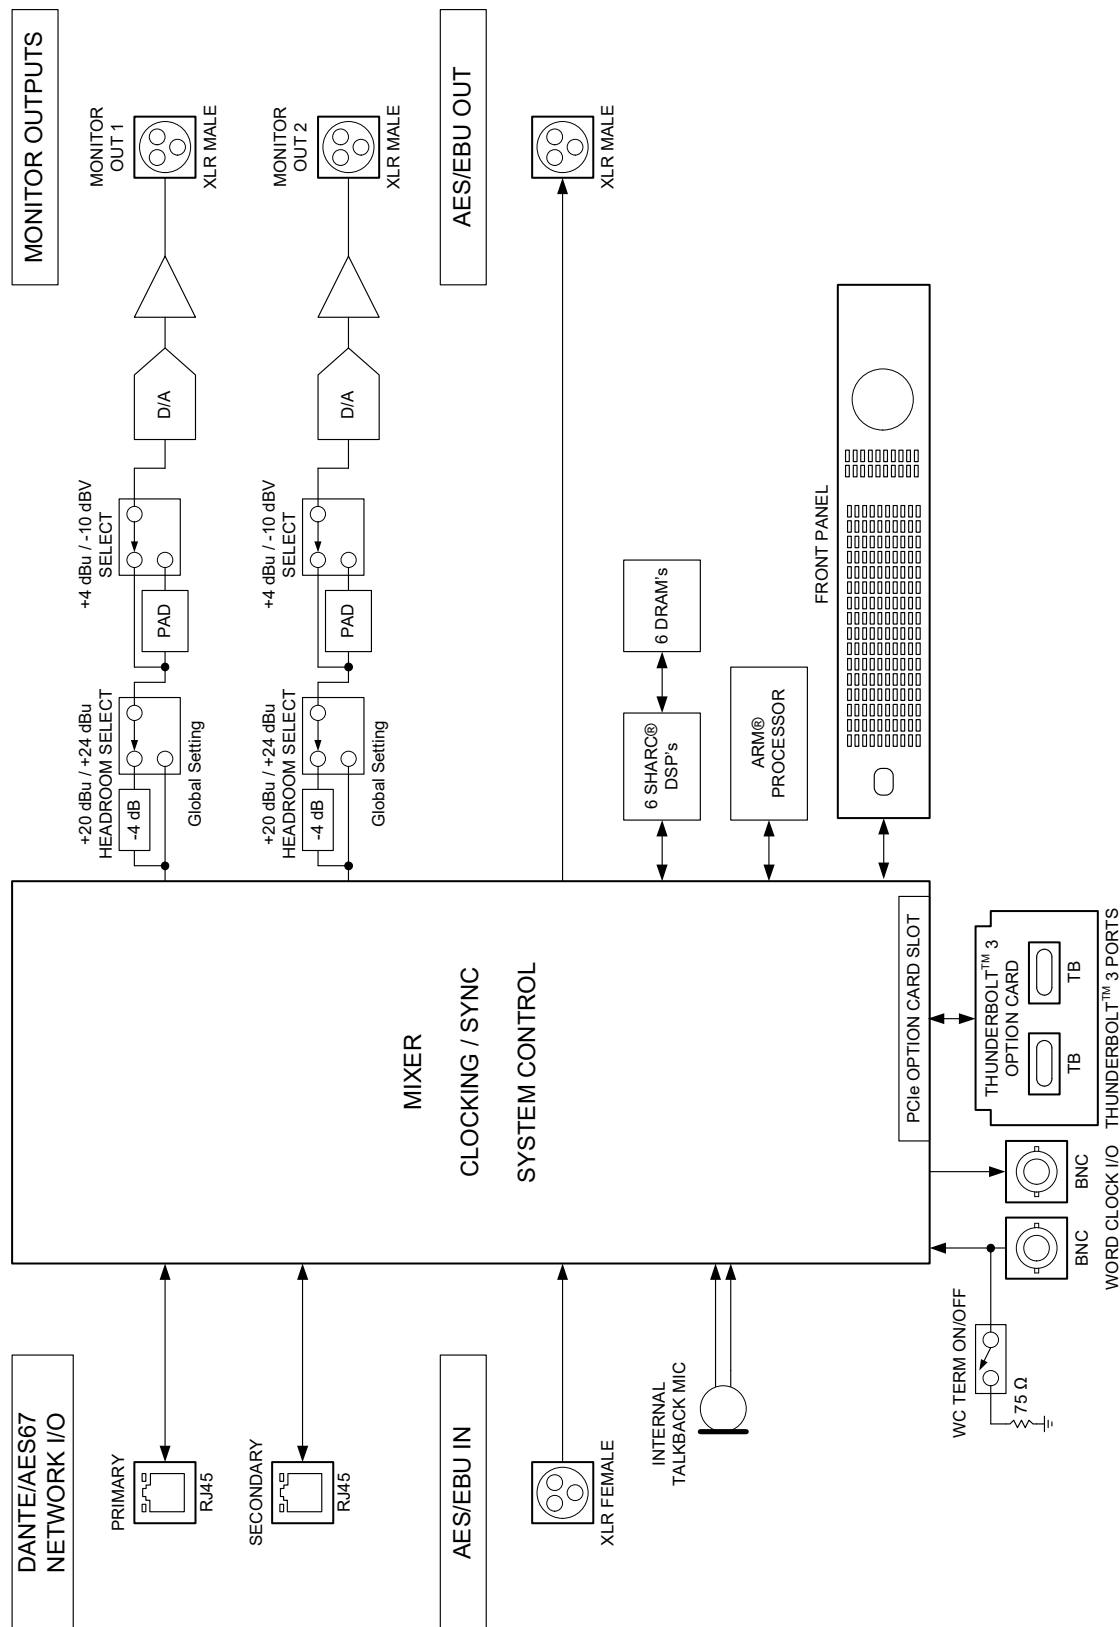 DANTE/AES67
NETWORK I/O
PRIMARY
RJ45
SECONDARY
RJ45
AES/EBU IN
XLR FEMALE
INTERNAL
TALKBACK MIC
WC TERM ON/OFF
75 Ω
MIXER
CLOCKING / SYNC
SYSTEM CONTROL
PCIe OPTION CARD SLOT
BNC
BNC
WORD CLOCK I/O
THUNDERBOLT™ 3
OPTION CARD
TB
TB
THUNDERBOLT™ 3 PORTS
MONITOR OUTPUTS
+20 dBu / +24 dBu
HEADROOM SELECT
-4 dB
Global Setting
PAD
+4 dBu / -10 dBV
SELECT
D/A
MONITOR
OUT 1
XLR MALE
+20 dBu / +24 dBu
HEADROOM SELECT
-4 dB
Global Setting
PAD
+4 dBu / -10 dBV
SELECT
D/A
MONITOR
OUT 2
XLR MALE
AES/EBU OUT
XLR MALE
6 SHARC®
DSP's
6 DRAM's
ARM®
PROCESSOR
FRONT PANEL